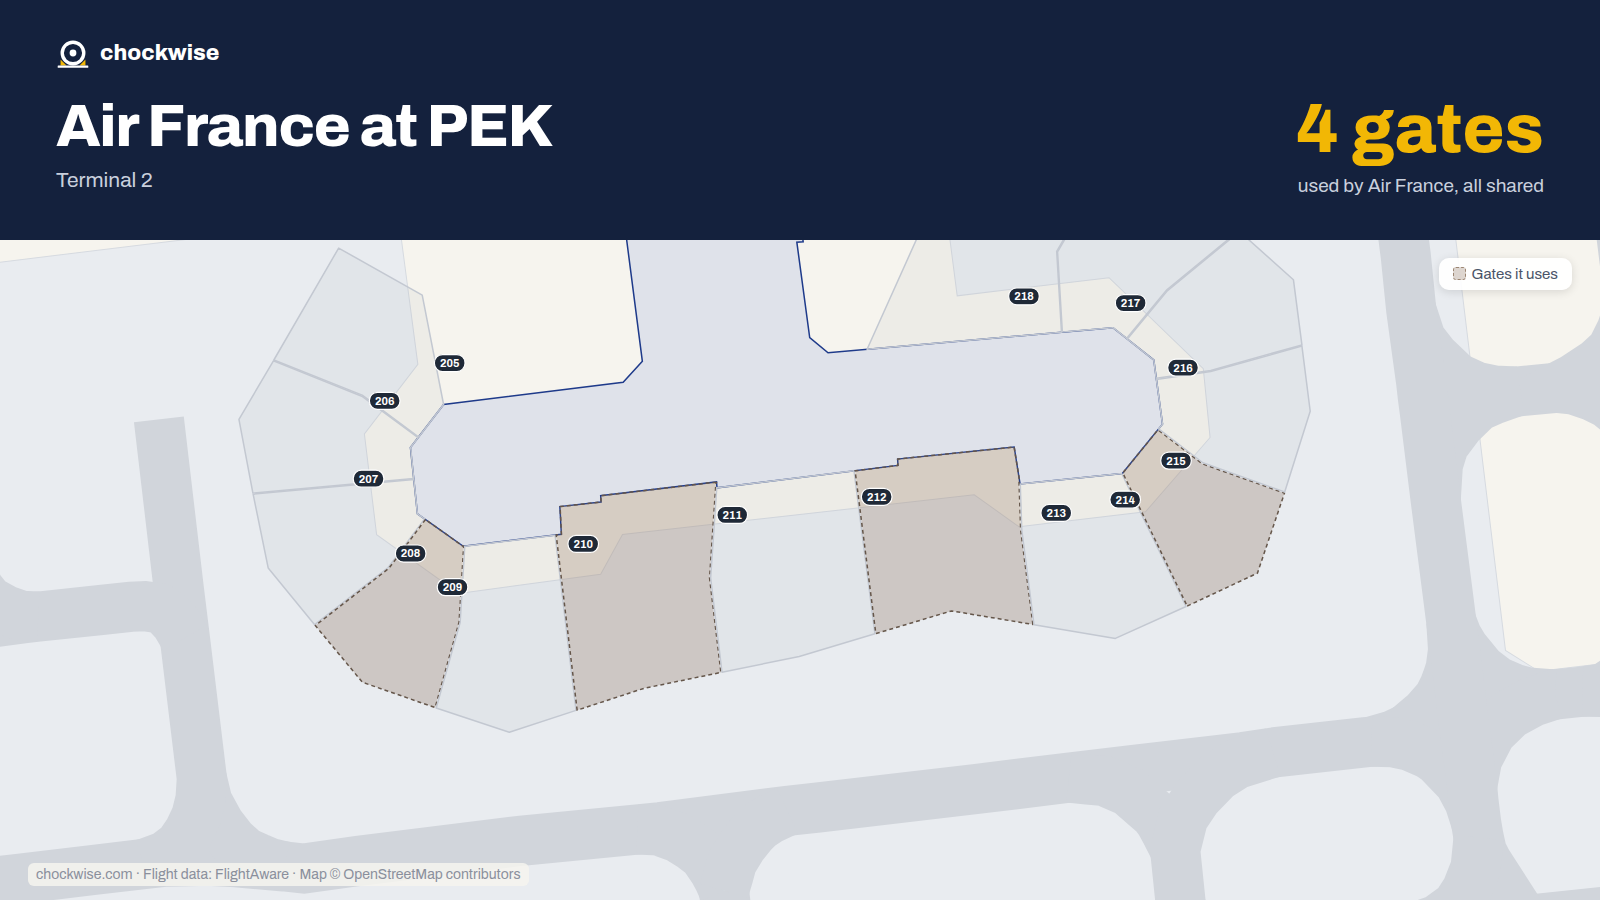 chockwise
Air France at PEK
Terminal 2
4 gates
used by Air France, all shared
Gates it uses
218
217
205
216
206
215
207
212
214
213
211
210
208
209
chockwise.com · Flight data: FlightAware · Map © OpenStreetMap contributors